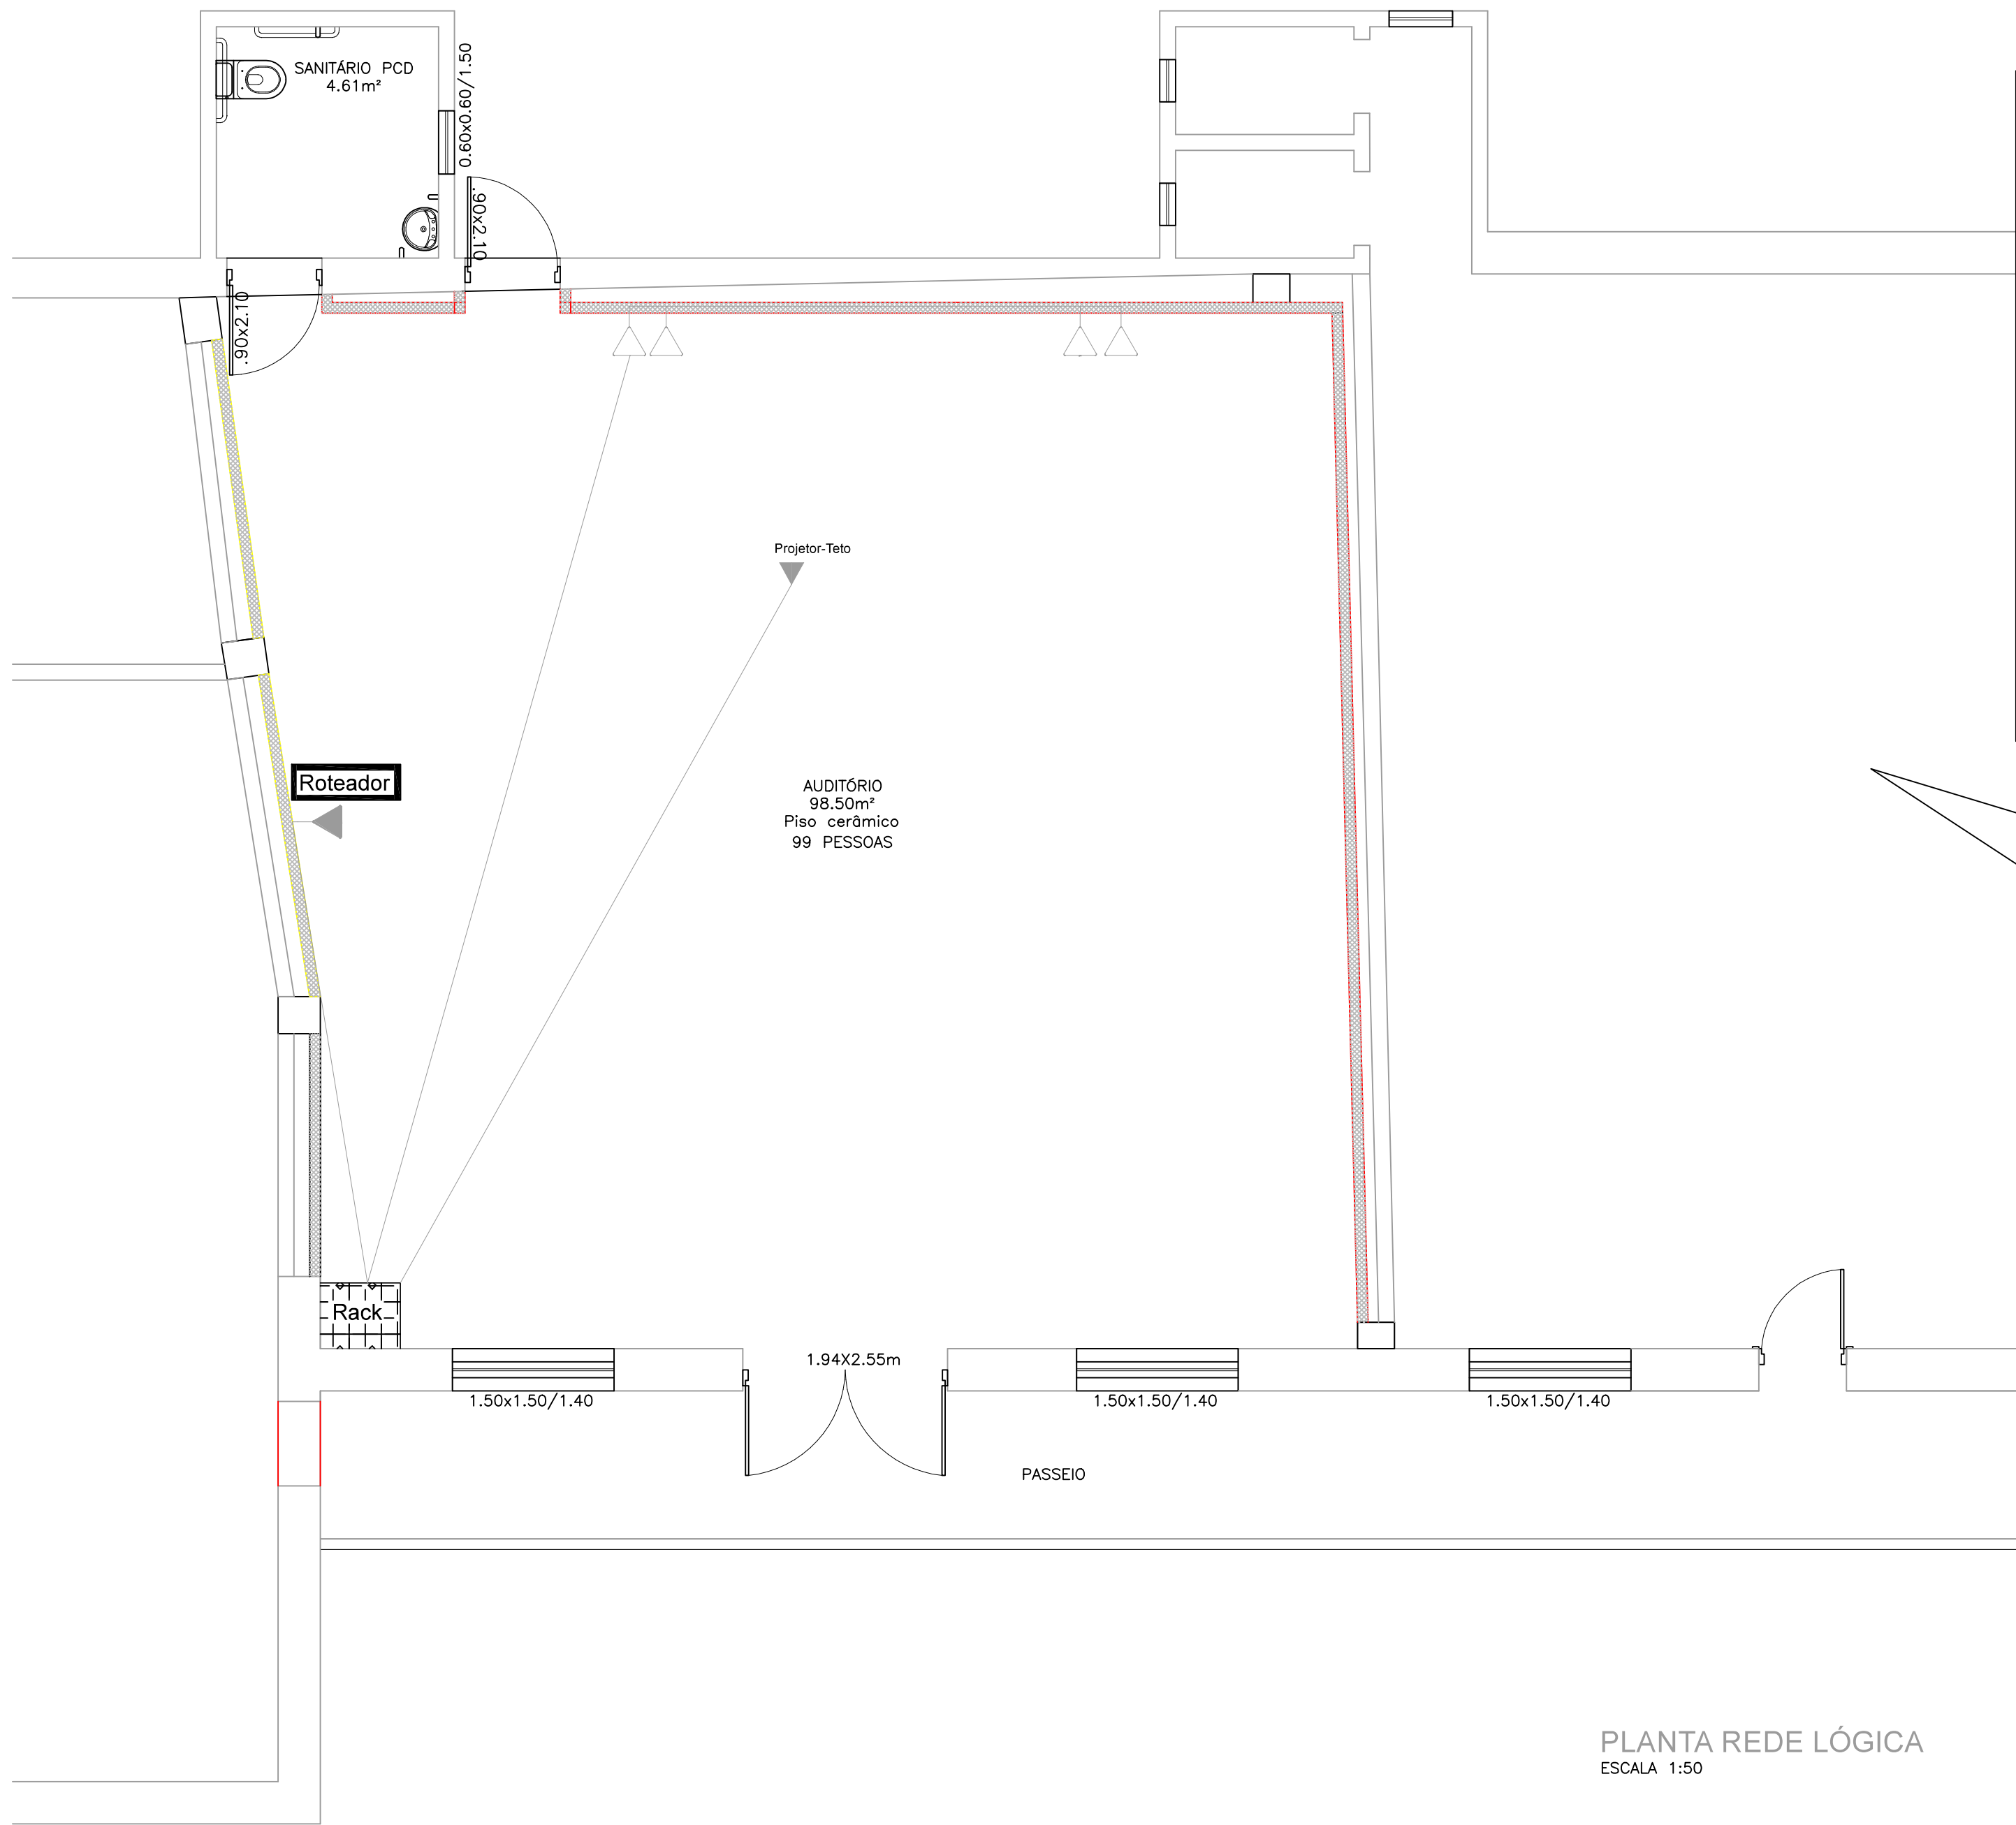 SANITÁRIO PCD
4.61m²
0.60x0.60/1.50
.90x2.10
.90x2.10
Projetor-Teto
Roteador
AUDITÓRIO
98.50m²
Piso cerâmico
99 PESSOAS
Rack
1.94X2.55m
1.50x1.50/1.40
1.50x1.50/1.40
1.50x1.50/1.40
PASSEIO
PLANTA REDE LÓGICA
ESCALA 1:50